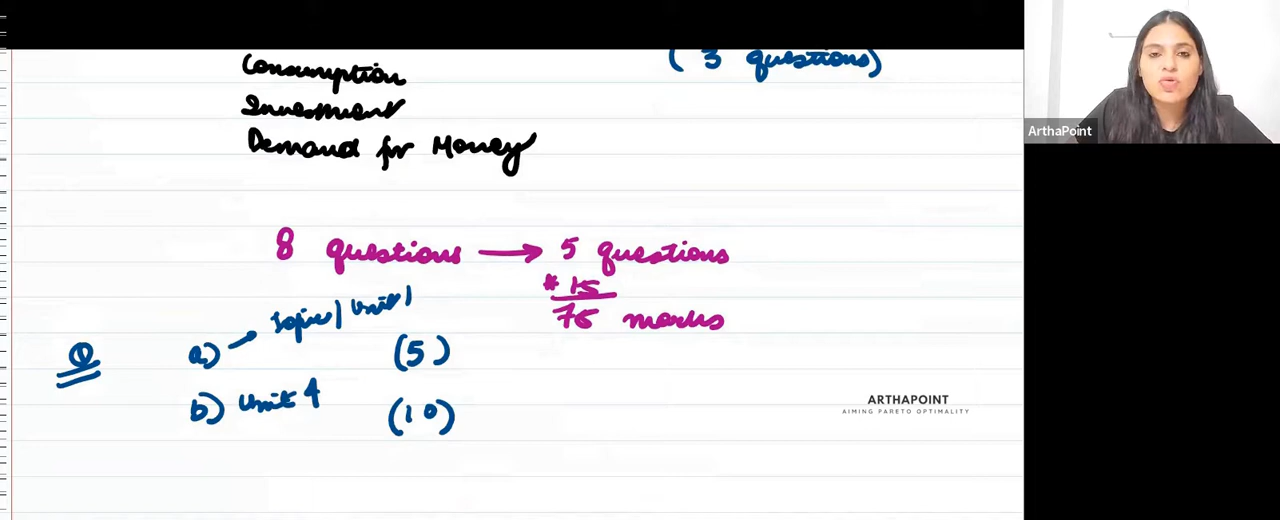 Consumption
( 3 questions)
Investment
Demand for Money
ArthaPoint
8 questions → 5 questions
* 15
75 marks
Q a) Topic 1 Unit 1 (5)
b) Unit 4 (10)
ARTHAPOINT
AIMING PARETO OPTIMALITY